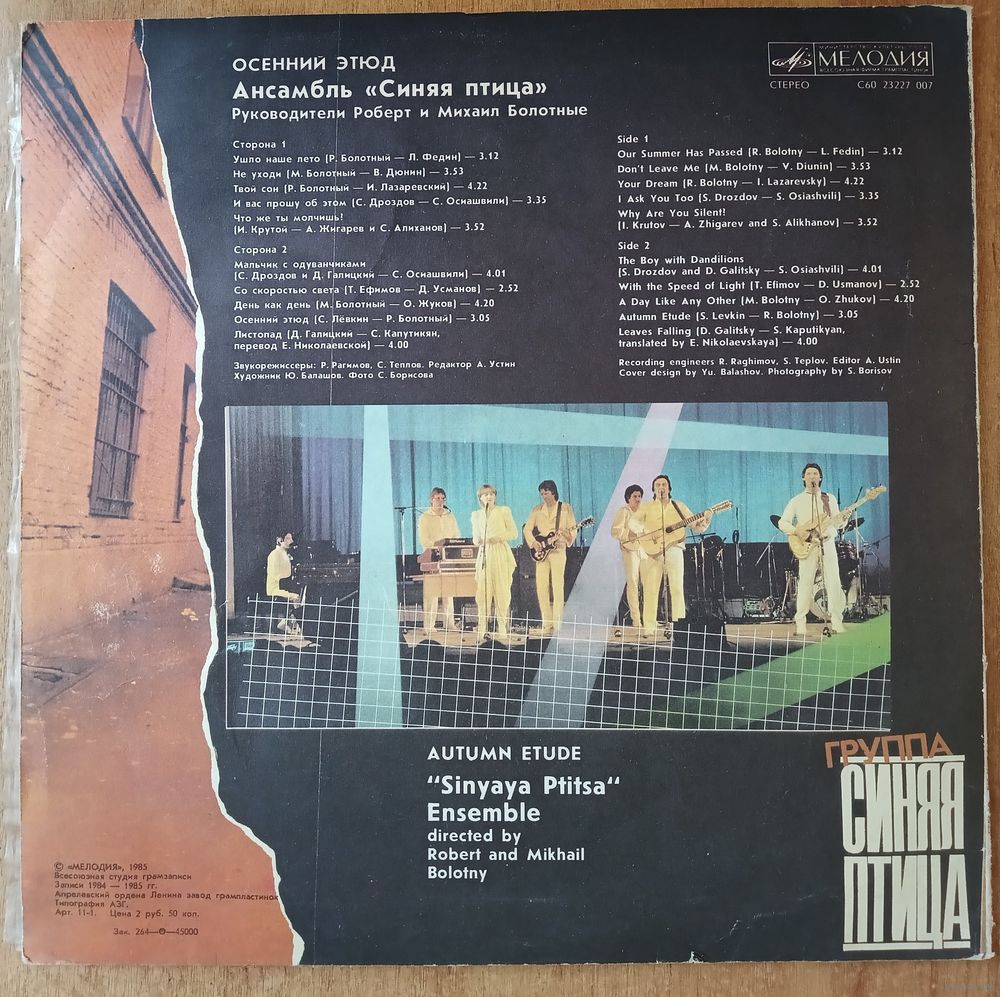 ОСЕННИЙ ЭТЮД
Ансамбль «Синяя птица»
Руководители Роберт и Михаил Болотные
МИНИСТЕРСТВО КУЛЬТУРЫ СССР
МЕЛОДИЯ
ВСЕСОЮЗНАЯ ФИРМА ГРАМПЛАСТИНОК
СТЕРЕО С60 23227 007
Сторона 1
Ушло наше лето (Р. Болотный — Л. Федин) — 3.12
Не уходи (М. Болотный — В. Дюнин) — 3.53
Твой сон (Р. Болотный — И. Лазаревский) — 4.22
И вас прошу об этом (С. Дроздов — С. Осиашвили) — 3.35
Что же ты молчишь!
(И. Крутой — А. Жигарев и С. Алиханов) — 3.52
Сторона 2
Мальчик с одуванчиками
(С. Дроздов и Д. Галицкий — С. Осиашвили) — 4.01
Со скоростью света (Т. Ефимов — Д. Усманов) — 2.52
День как день (М. Болотный — О. Жуков) — 4.20
Осенний этюд (С. Лёвкин — Р. Болотный) — 3.05
Листопад (Д. Галицкий — С. Капутикян,
перевод Е. Николаевской) — 4.00
Звукорежиссеры: Р. Рагимов, С. Теплов. Редактор А. Устин
Художник Ю. Балашов. Фото С. Борисова
Side 1
Our Summer Has Passed (R. Bolotny — L. Fedin) — 3.12
Don't Leave Me (M. Bolotny — V. Diunin) — 3.53
Your Dream (R. Bolotny — I. Lazarevsky) — 4.22
I Ask You Too (S. Drozdov — S. Osiashvili) — 3.35
Why Are You Silent!
(I. Krutov — A. Zhigarev and S. Alikhanov) — 3.52
Side 2
The Boy with Dandilions
(S. Drozdov and D. Galitsky — S. Osiashvili) — 4.01
With the Speed of Light (T. Efimov — D. Usmanov) — 2.52
A Day Like Any Other (M. Bolotny — O. Zhukov) — 4.20
Autumn Etude (S. Levkin — R. Bolotny) — 3.05
Leaves Falling (D. Galitsky — S. Kaputikyan,
translated by E. Nikolaevskaya) — 4.00
Recording engineers R. Raghimov, S. Teplov. Editor A. Ustin
Cover design by Yu. Balashov. Photography by S. Borisov
AUTUMN ETUDE
“Sinyaya Ptitsa“
Ensemble
directed by
Robert and Mikhail
Bolotny
ГРУППА
СИНЯЯ
ПТИЦА
© «МЕЛОДИЯ», 1985
Всесоюзная студия грамзаписи
Записи 1984 — 1985 гг.
Апрелевский ордена Ленина завод грампластинок
Типография АЗГ.
Арт. 11-1. Цена 2 руб. 50 коп.
Зак. 264—Ⓟ—45000